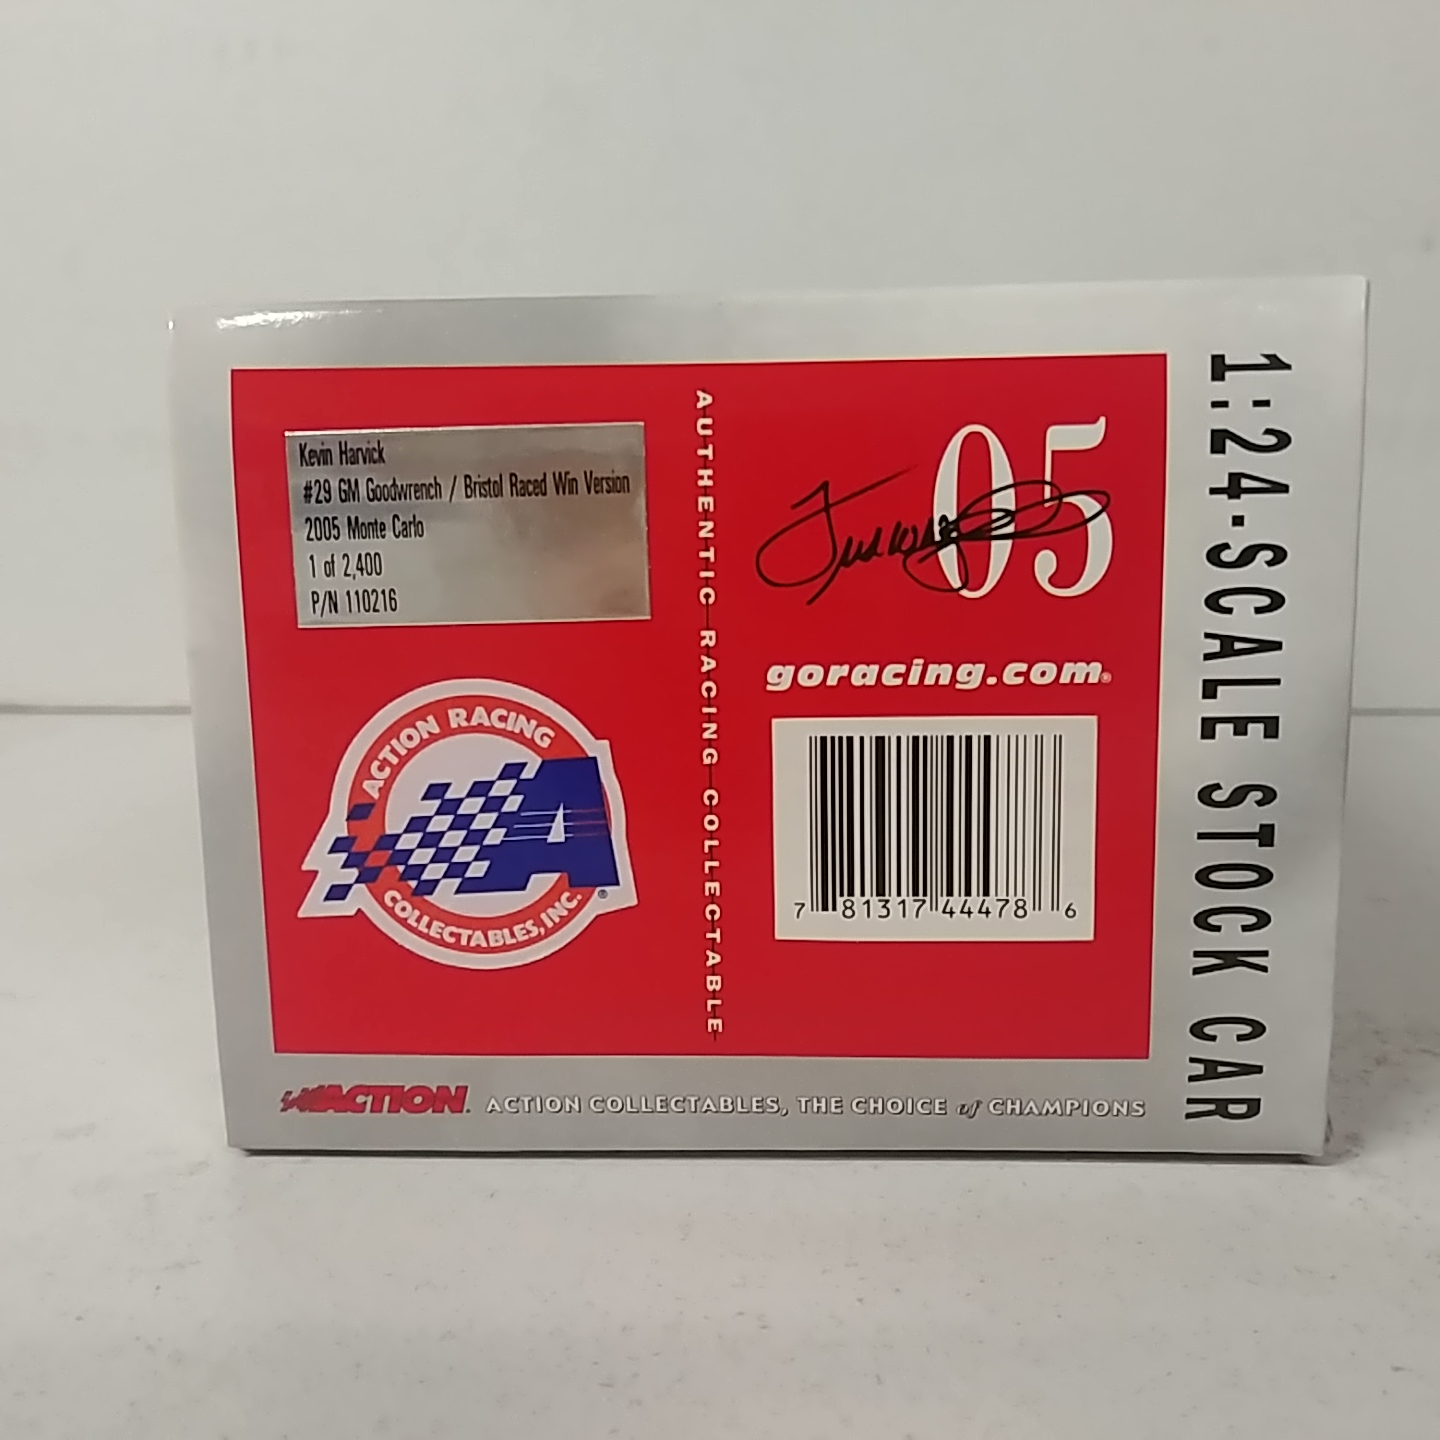 Kevin Harvick
#29 GM Goodwrench / Bristol Raced Win Version
2005 Monte Carlo
1 of 2,400
P/N 110216
ACTION RACING
COLLECTABLES, INC.
®
AUTHENTIC RACING COLLECTABLE
05
goracing.com®
7 81317 44478 6
1:24-SCALE STOCK CAR
ACTION.
ACTION COLLECTABLES, THE CHOICE of CHAMPIONS